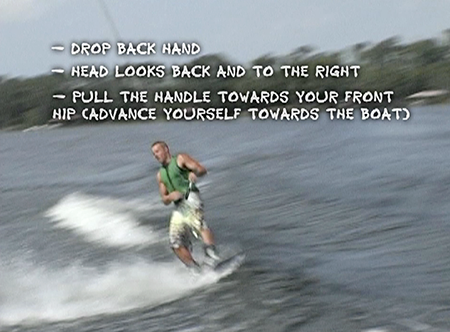 — DROP BACK HAND
— HEAD LOOKS BACK AND TO THE RIGHT
— PULL THE HANDLE TOWARDS YOUR FRONT
HIP (ADVANCE YOURSELF TOWARDS THE BOAT)